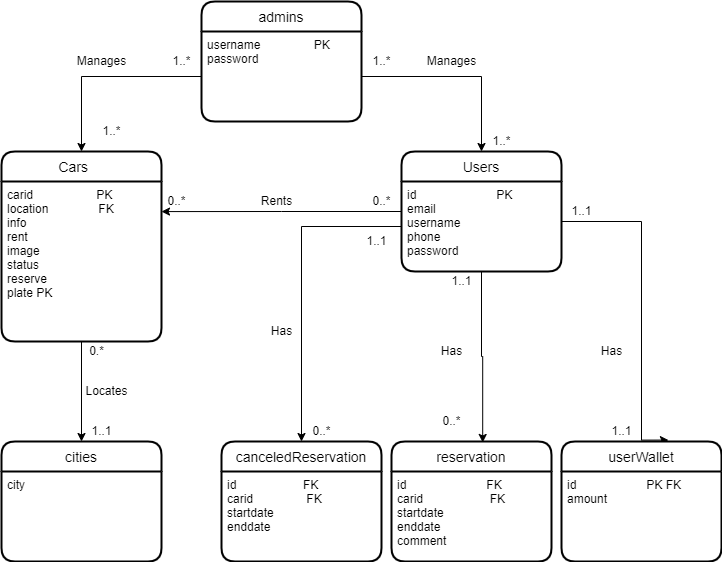 admins
username PK
password
Manages
1..*
1..*
Manages
1..*
1..*
Cars
carid PK
location FK
info
rent
image
status
reserve
plate PK
0..*
Rents
0..*
Users
id PK
email
username
phone
password
1..1
1..1
1..1
Has
Has
Has
0.*
Locates
1..1
0..*
0..*
1..1
cities
city
canceledReservation
id FK
carid FK
startdate
enddate
reservation
id FK
carid FK
startdate
enddate
comment
userWallet
id PK FK
amount